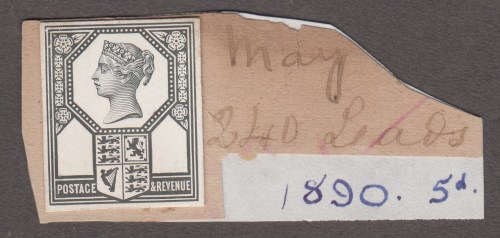 May
240 Leads
POSTAGE & REVENUE
1890. 5d.